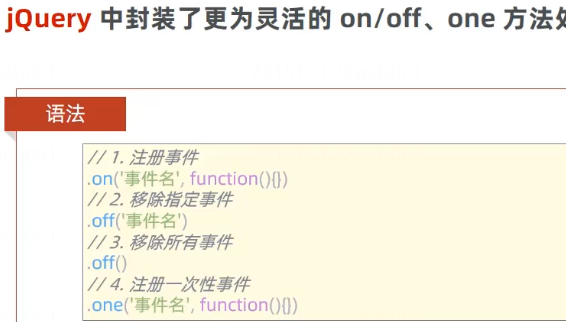 jQuery 中封装了更为灵活的 on/off、one 方法处
语法
// 1. 注册事件
.on('事件名', function(){})
// 2. 移除指定事件
.off('事件名')
// 3. 移除所有事件
.off()
// 4. 注册一次性事件
.one('事件名', function(){})